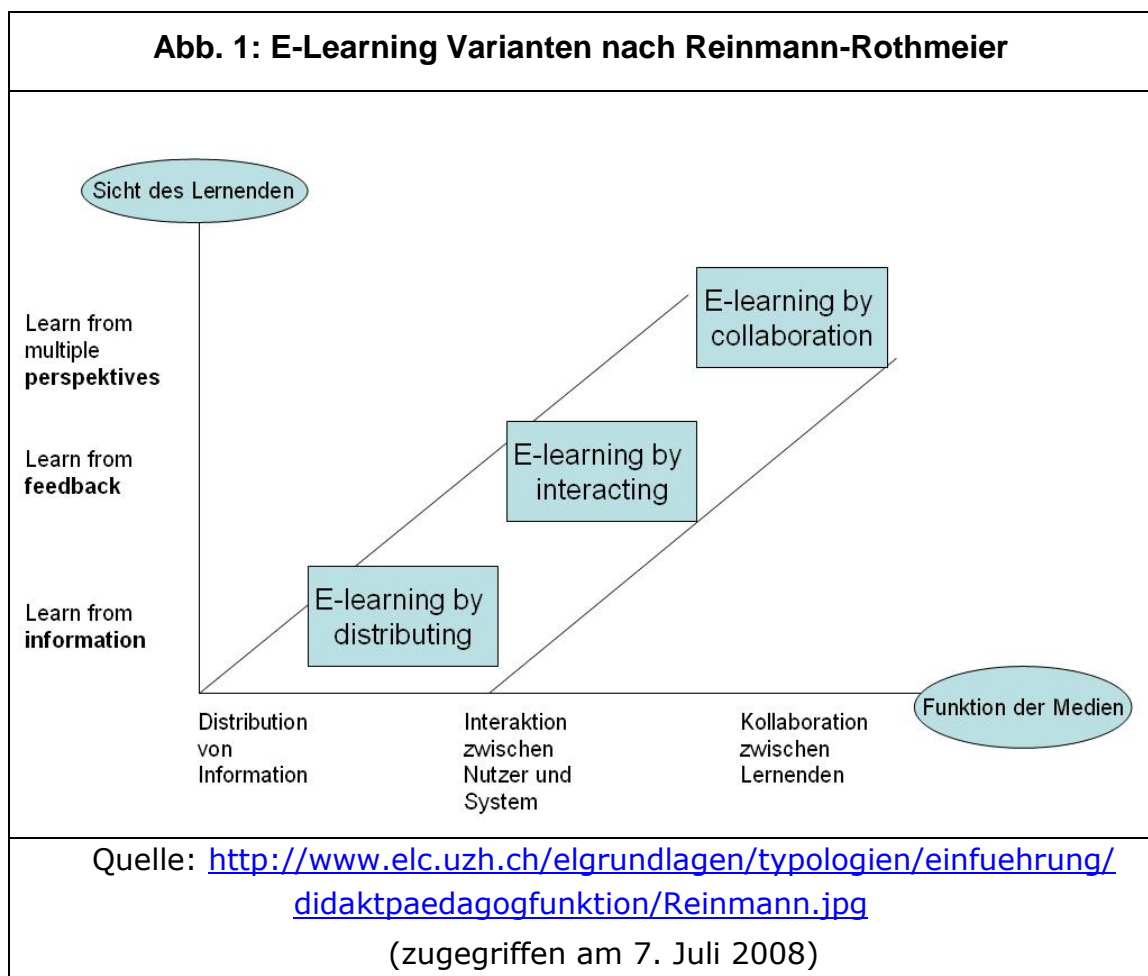 Abb. 1: E-Learning Varianten nach Reinmann-Rothmeier
Sicht des Lernenden
Learn from
multiple
perspektives
Learn from
feedback
Learn from
information
E-learning by
collaboration
E-learning by
interacting
E-learning by
distributing
Funktion der Medien
Distribution
von
Information
Interaktion
zwischen
Nutzer und
System
Kollaboration
zwischen
Lernenden
Quelle: http://www.elc.uzh.ch/elgrundlagen/typologien/einfuehrung/
didaktpaedagogfunktion/Reinmann.jpg
(zugegriffen am 7. Juli 2008)